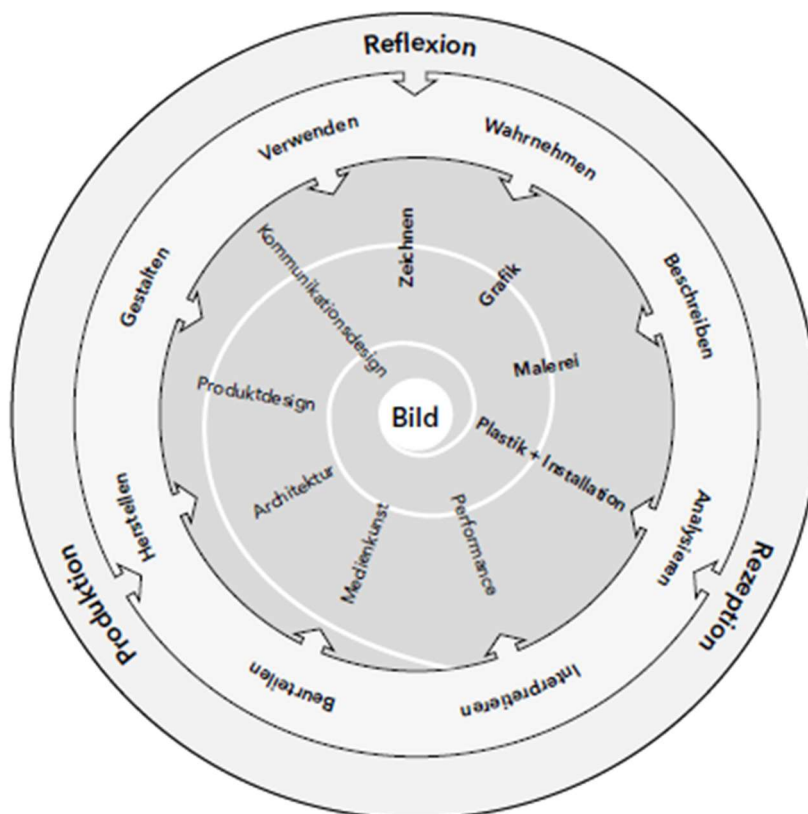 Reflexion
Rezeption
Produktion
Wahrnehmen
Beschreiben
Analysieren
Interpretieren
Beurteilen
Herstellen
Gestalten
Verwenden
Zeichnen
Grafik
Malerei
Plastik + Installation
Performance
Medienkunst
Architektur
Produktdesign
Kommunikationsdesign
Bild